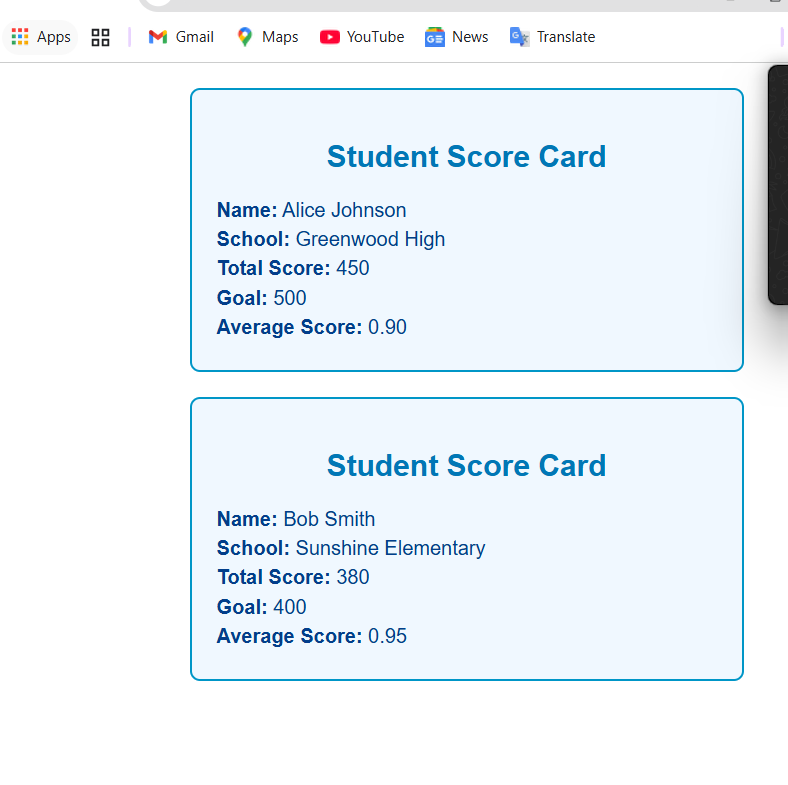 Apps Gmail Maps YouTube News Translate
Student Score Card
Name: Alice Johnson
School: Greenwood High
Total Score: 450
Goal: 500
Average Score: 0.90
Student Score Card
Name: Bob Smith
School: Sunshine Elementary
Total Score: 380
Goal: 400
Average Score: 0.95